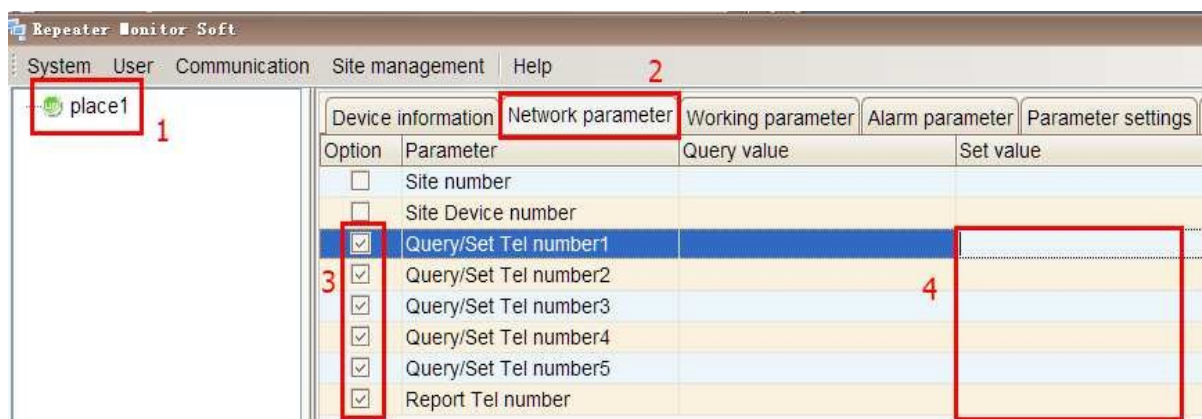 Repeater Monitor Soft
System User Communication Site management Help
2
place1
1
Device information Network parameter Working parameter Alarm parameter Parameter settings
Option Parameter Query value Set value
Site number
Site Device number
Query/Set Tel number1
Query/Set Tel number2
3
4
Query/Set Tel number3
Query/Set Tel number4
Query/Set Tel number5
Report Tel number